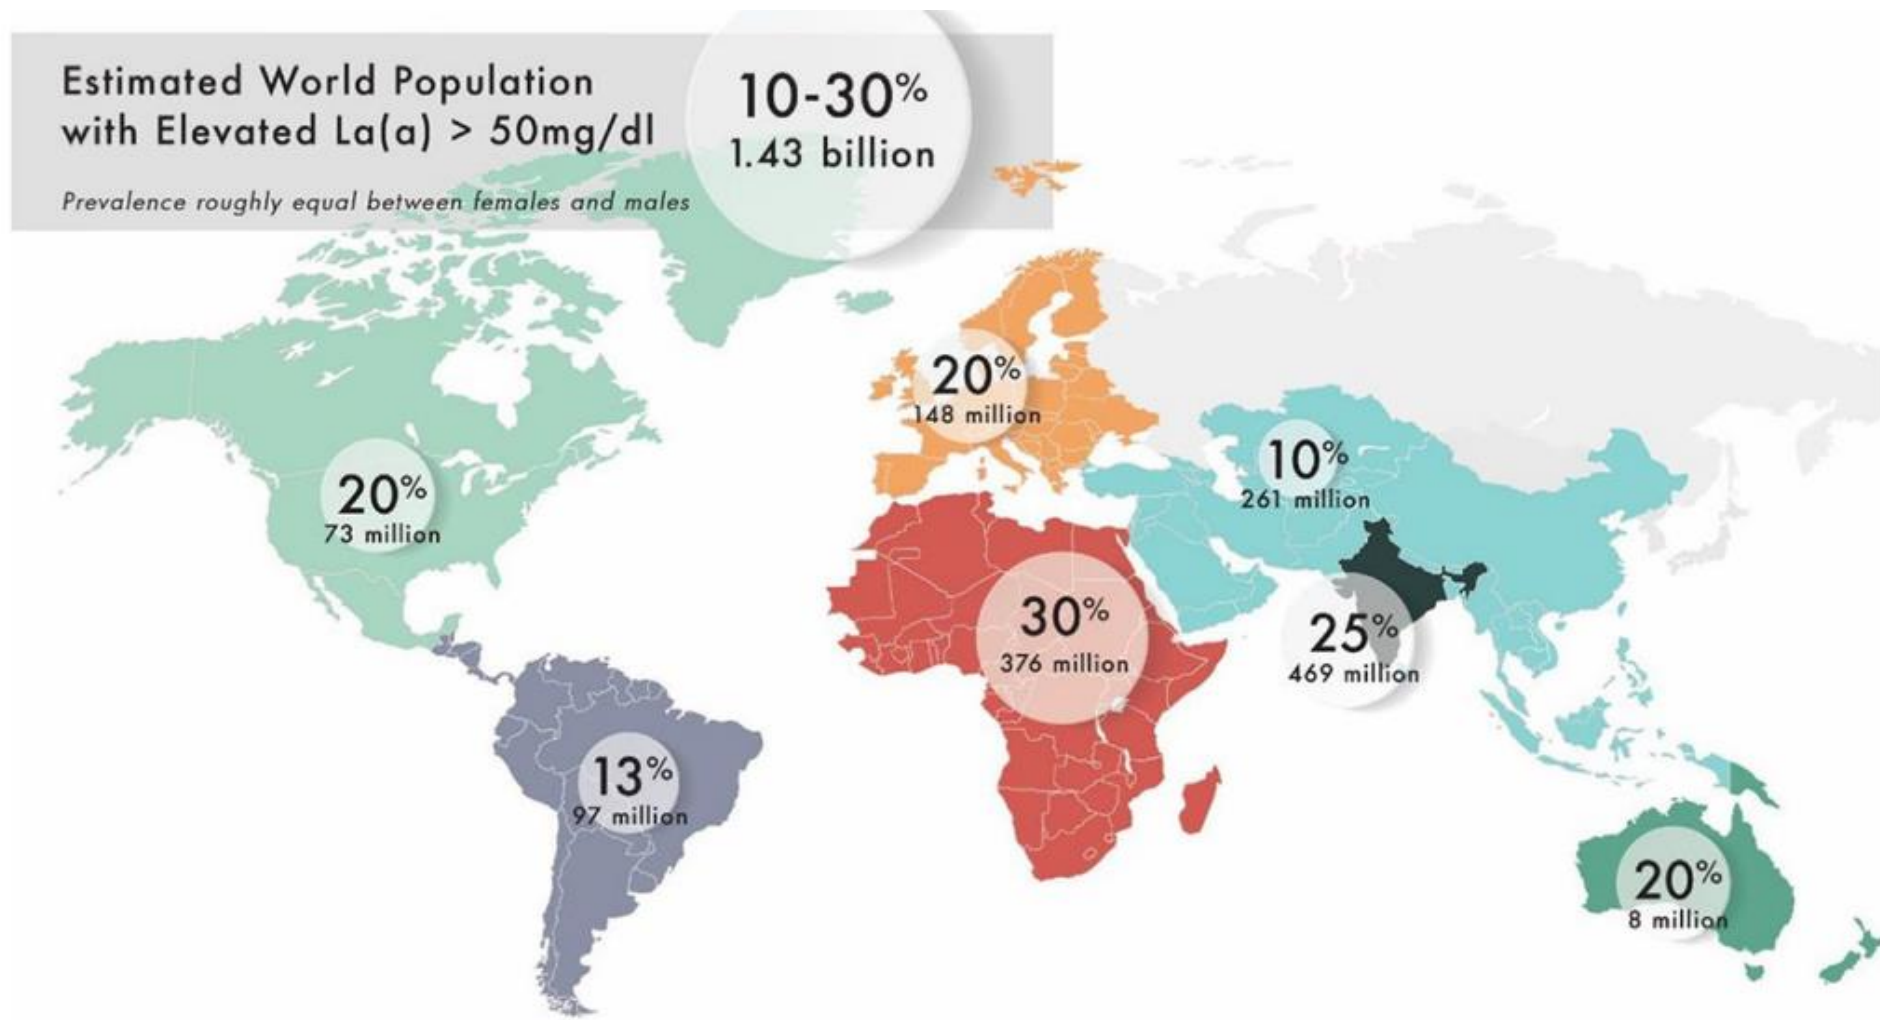 Estimated World Population
with Elevated La(a) > 50mg/dl
Prevalence roughly equal between females and males
10-30%
1.43 billion
20%
148 million
10%
261 million
20%
73 million
30%
376 million
25%
469 million
13%
97 million
20%
8 million